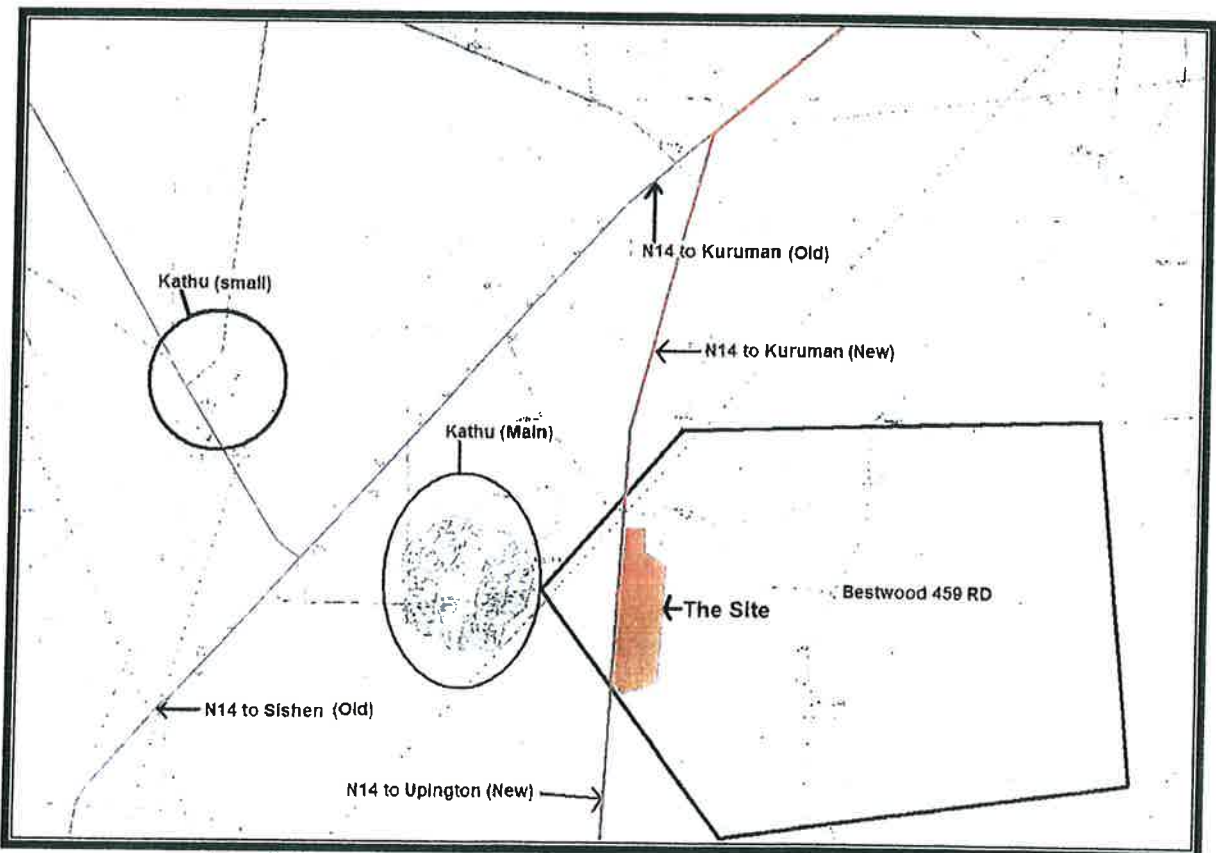 N14 to Kuruman (Old)
Kathu (small)
N14 to Kuruman (New)
Kathu (Main)
Bestwood 459 RD
The Site
N14 to Sishen (Old)
N14 to Upington (New)